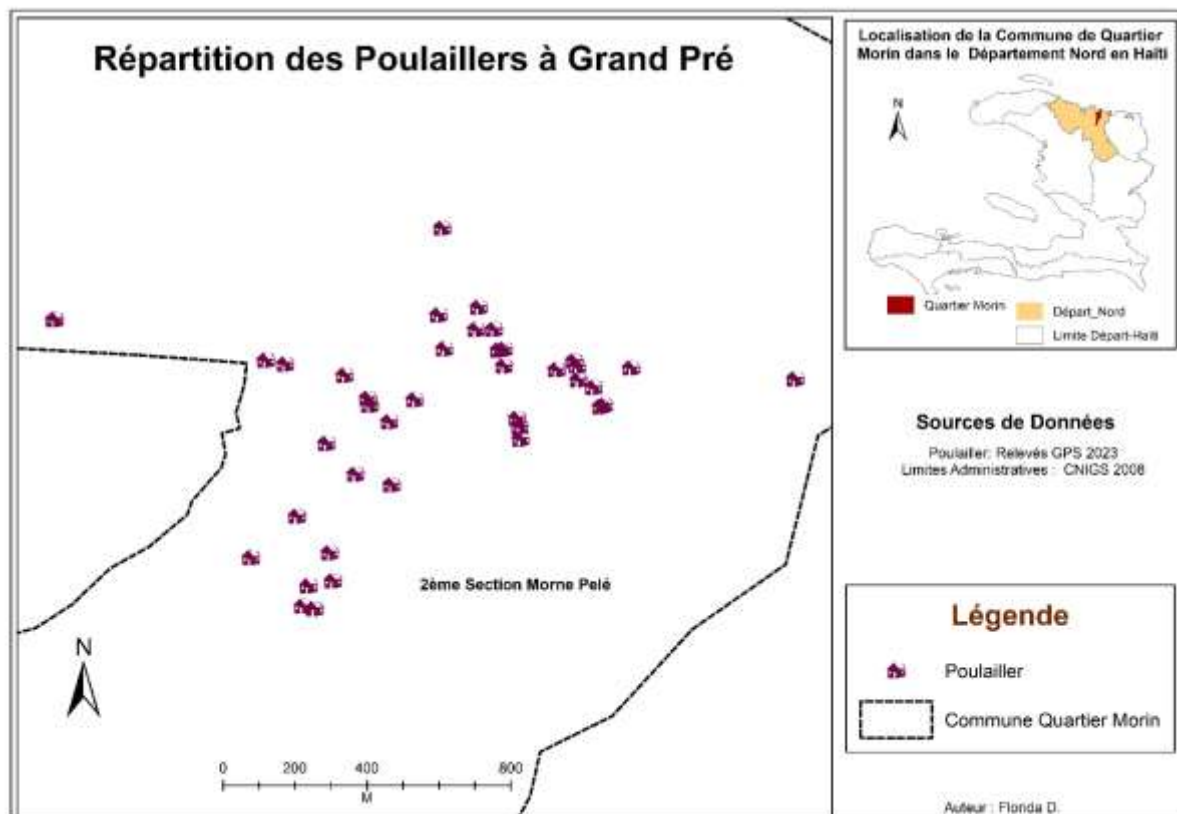 Répartition des Poulaillers à Grand Pré
N
2ème Section Morne Pelé
0 200 400 800
M
Localisation de la Commune de Quartier
Morin dans le Département Nord en Haïti
N
Quartier Morin
Départ_Nord
Limite Départ-Haïti
Sources de Données
Poulailler: Relevés GPS 2023
Limites Administratives : CNIGS 2008
Légende
Poulailler
Commune Quartier Morin
Auteur : Florida D.